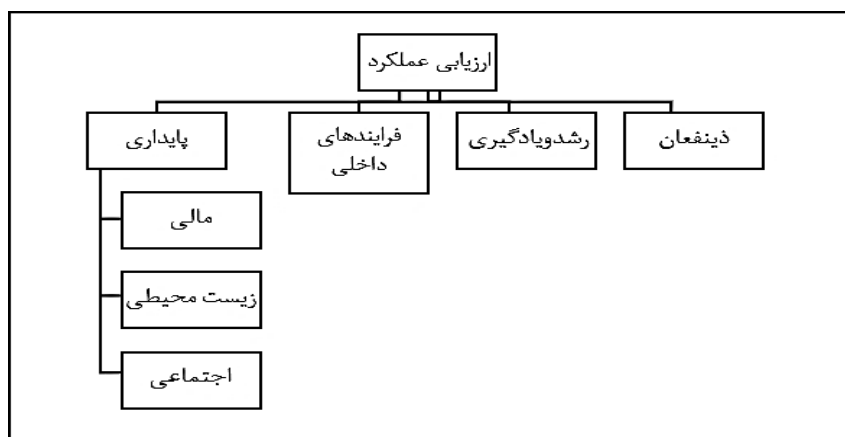 ارزیابی عملکرد
ذینفعان
رشدویادگیری
فرایندهای
داخلی
پایداری
مالی
زیست محیطی
اجتماعی